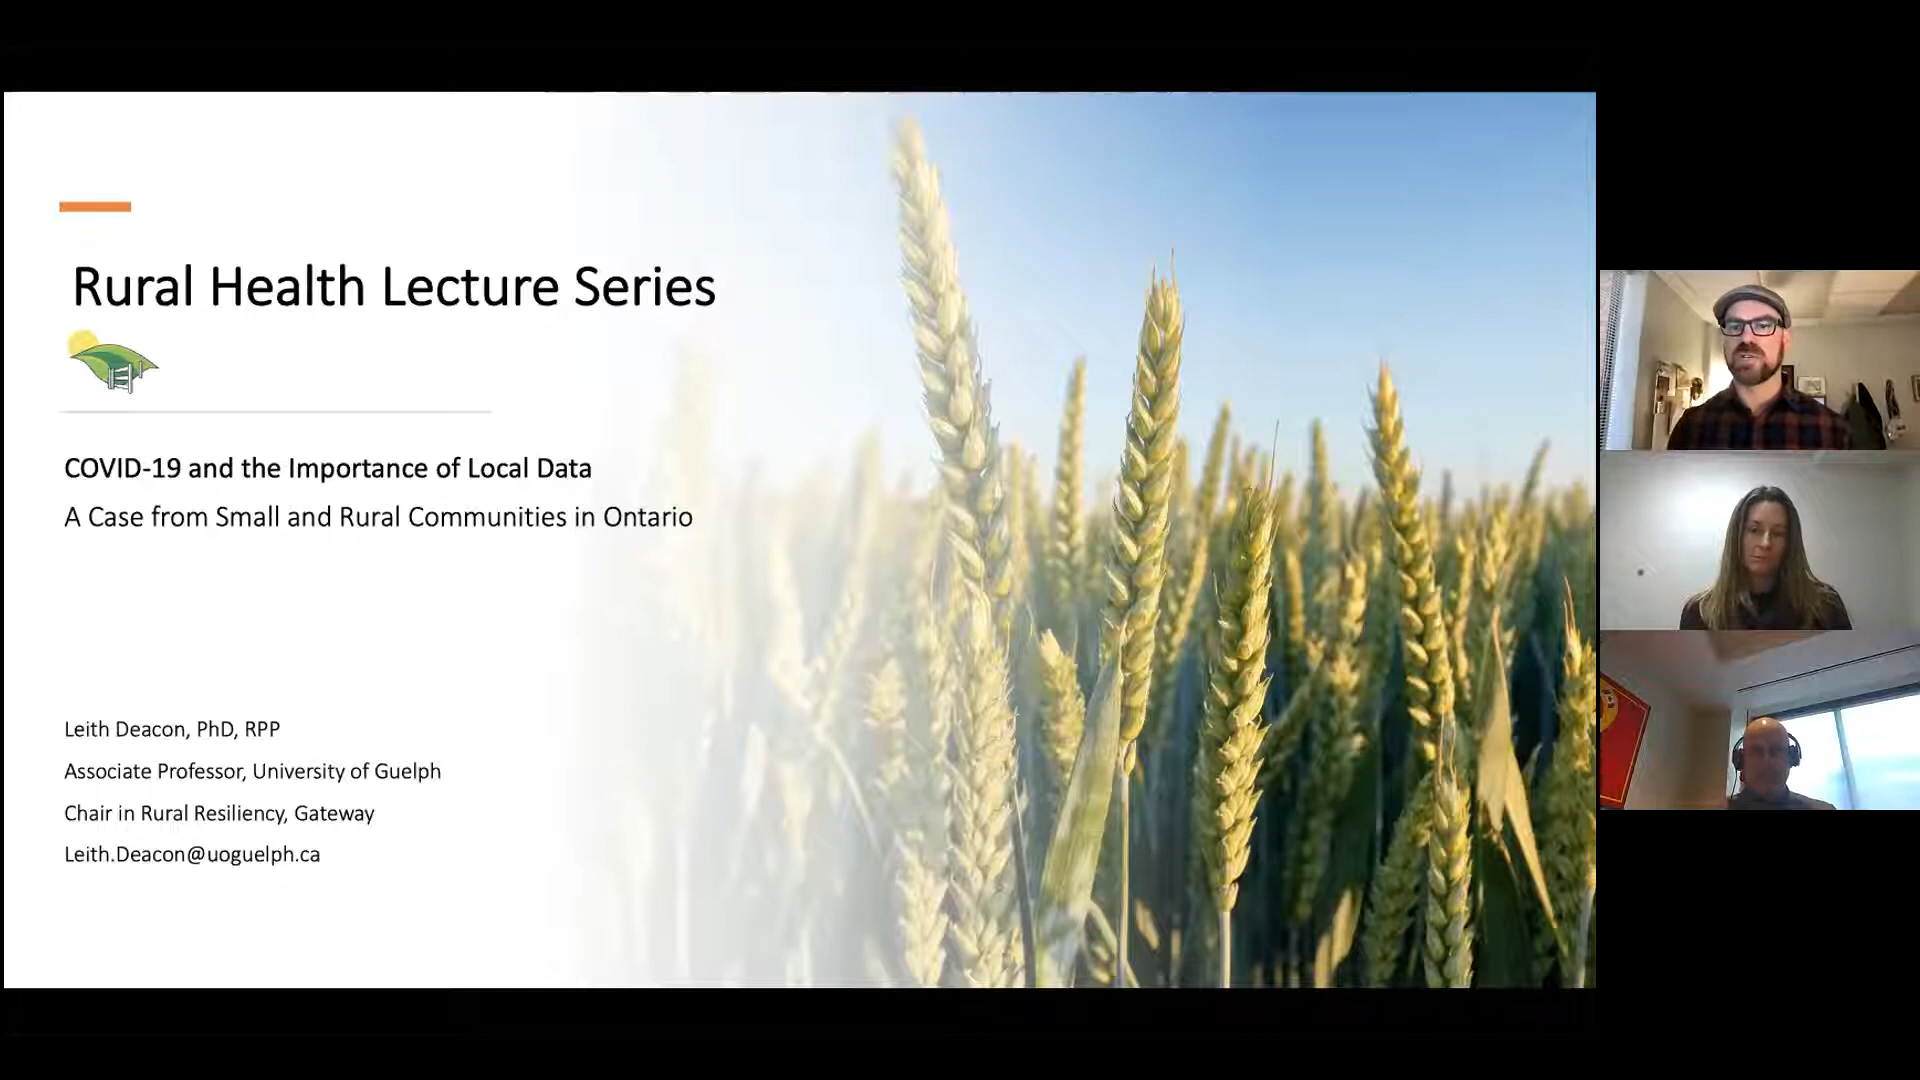 Rural Health Lecture Series
COVID-19 and the Importance of Local Data
A Case from Small and Rural Communities in Ontario
Leith Deacon, PhD, RPP
Associate Professor, University of Guelph
Chair in Rural Resiliency, Gateway
Leith.Deacon@uoguelph.ca